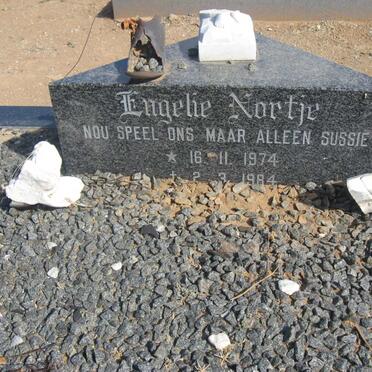 Engelie Nortje
NOU SPEEL ONS MAAR ALLEEN SUSSIE
* 16-11-1974
† 2-3-1984